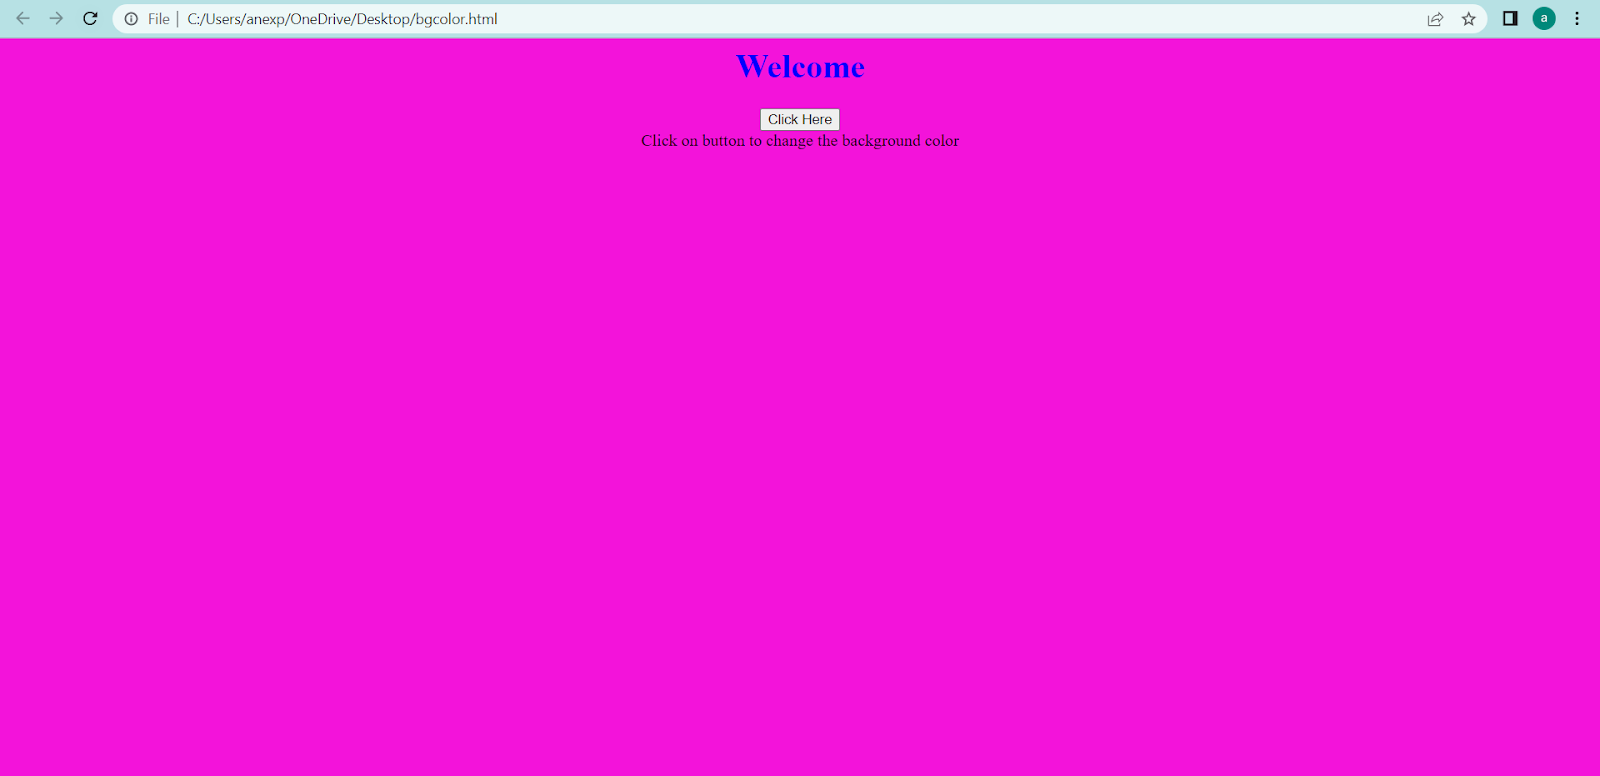 File | C:/Users/anexp/OneDrive/Desktop/bgcolor.html
a
Welcome
Click Here
Click on button to change the background color